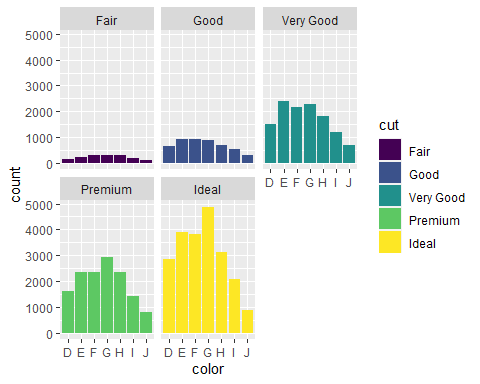 Fair Good Very Good
5000
4000
3000
2000
1000
0
D E F G H I J
Premium Ideal
5000
4000
3000
2000
1000
0
D E F G H I J D E F G H I J
color
count
cut
Fair
Good
Very Good
Premium
Ideal